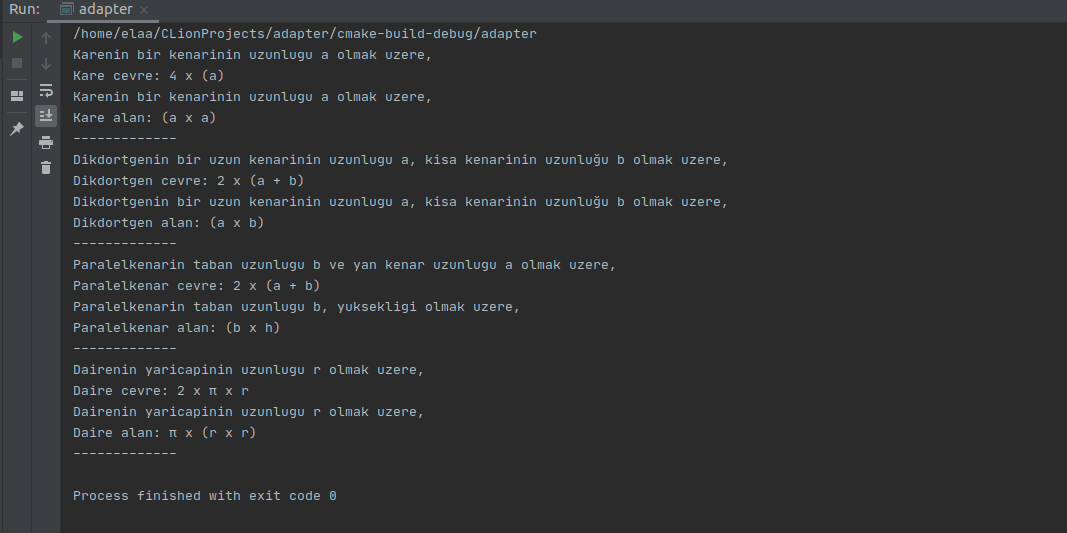 Run: adapter
/home/elaa/CLionProjects/adapter/cmake-build-debug/adapter
Karenin bir kenarinin uzunlugu a olmak uzere,
Kare cevre: 4 x (a)
Karenin bir kenarinin uzunlugu a olmak uzere,
Kare alan: (a x a)
-------------
Dikdortgenin bir uzun kenarinin uzunlugu a, kisa kenarinin uzunluğu b olmak uzere,
Dikdortgen cevre: 2 x (a + b)
Dikdortgenin bir uzun kenarinin uzunlugu a, kisa kenarinin uzunluğu b olmak uzere,
Dikdortgen alan: (a x b)
-------------
Paralelkenarin taban uzunlugu b ve yan kenar uzunlugu a olmak uzere,
Paralelkenar cevre: 2 x (a + b)
Paralelkenarin taban uzunlugu b, yuksekligi olmak uzere,
Paralelkenar alan: (b x h)
-------------
Dairenin yaricapinin uzunlugu r olmak uzere,
Daire cevre: 2 x π x r
Dairenin yaricapinin uzunlugu r olmak uzere,
Daire alan: π x (r x r)
-------------
Process finished with exit code 0